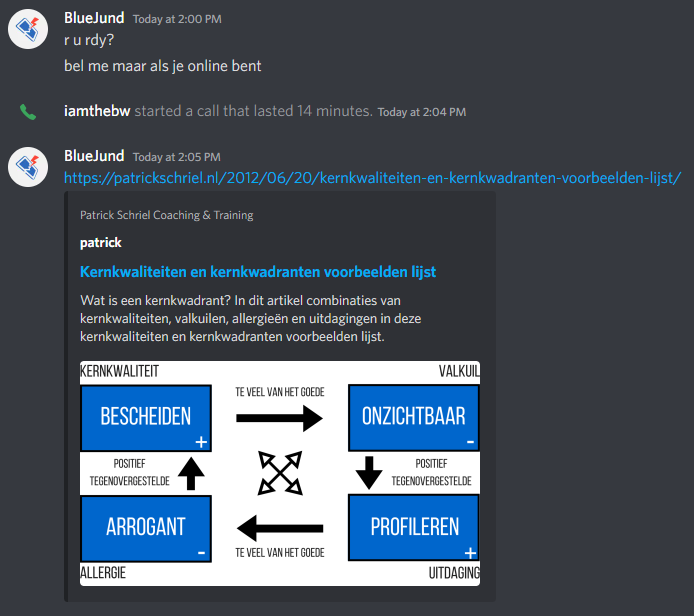 BlueJund Today at 2:00 PM
r u rdy?
bel me maar als je online bent
iamthebw started a call that lasted 14 minutes. Today at 2:04 PM
BlueJund Today at 2:05 PM
https://patrickschriel.nl/2012/06/20/kernkwaliteiten-en-kernkwadranten-voorbeelden-lijst/
Patrick Schriel Coaching & Training
patrick
Kernkwaliteiten en kernkwadranten voorbeelden lijst
Wat is een kernkwadrant? In dit artikel combinaties van
kernkwaliteiten, valkuilen, allergieën en uitdagingen in deze
kernkwaliteiten en kernkwadranten voorbeelden lijst.
KERNKWALITEIT
VALKUIL
BESCHEIDEN
+
TE VEEL VAN HET GOEDE
ONZICHTBAAR
-
POSITIEF
TEGENOVERGESTELDE
POSITIEF
TEGENOVERGESTELDE
ARROGANT
-
TE VEEL VAN HET GOEDE
PROFILEREN
+
ALLERGIE
UITDAGING